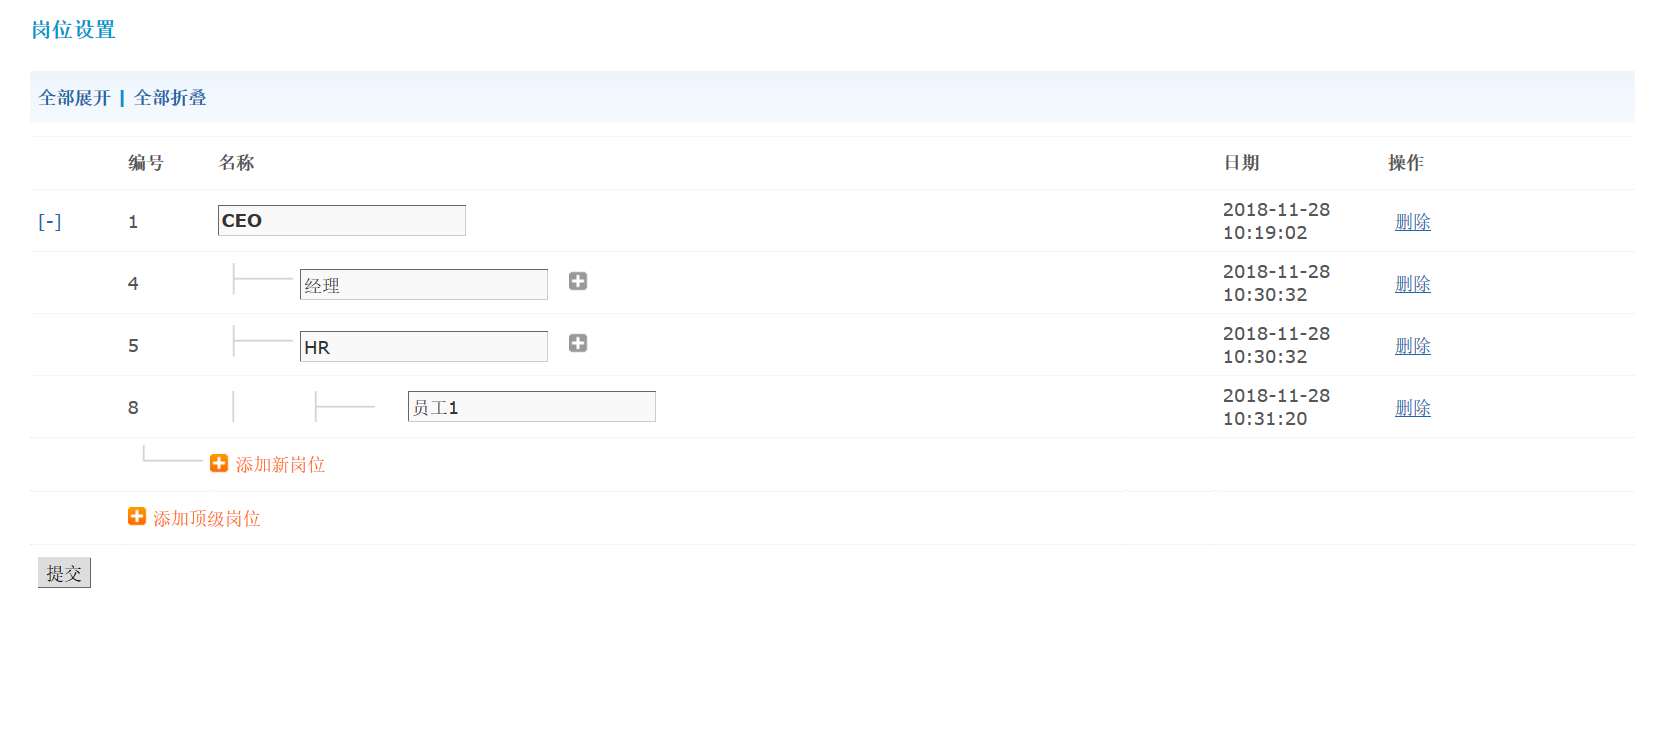 岗位设置
全部展开 | 全部折叠
编号 名称 日期 操作
[-] 1 CEO 2018-11-28 10:19:02 删除
4 经理 2018-11-28 10:30:32 删除
5 HR 2018-11-28 10:30:32 删除
8 员工1 2018-11-28 10:31:20 删除
添加新岗位
添加顶级岗位
提交